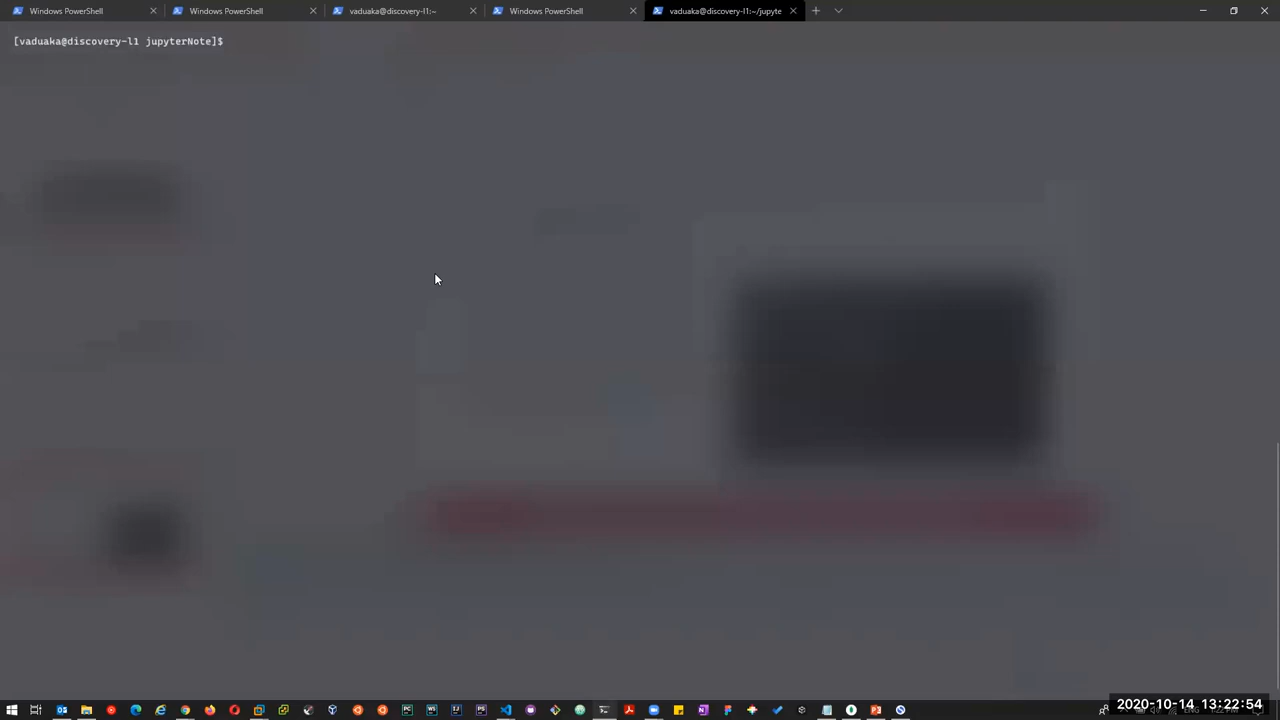 Windows PowerShell
Windows PowerShell
vaduaka@discovery-l1:~
Windows PowerShell
vaduaka@discovery-l1:~/jupyte
[vaduaka@discovery-l1 jupyterNote]$
2020-10-14 13:22:54